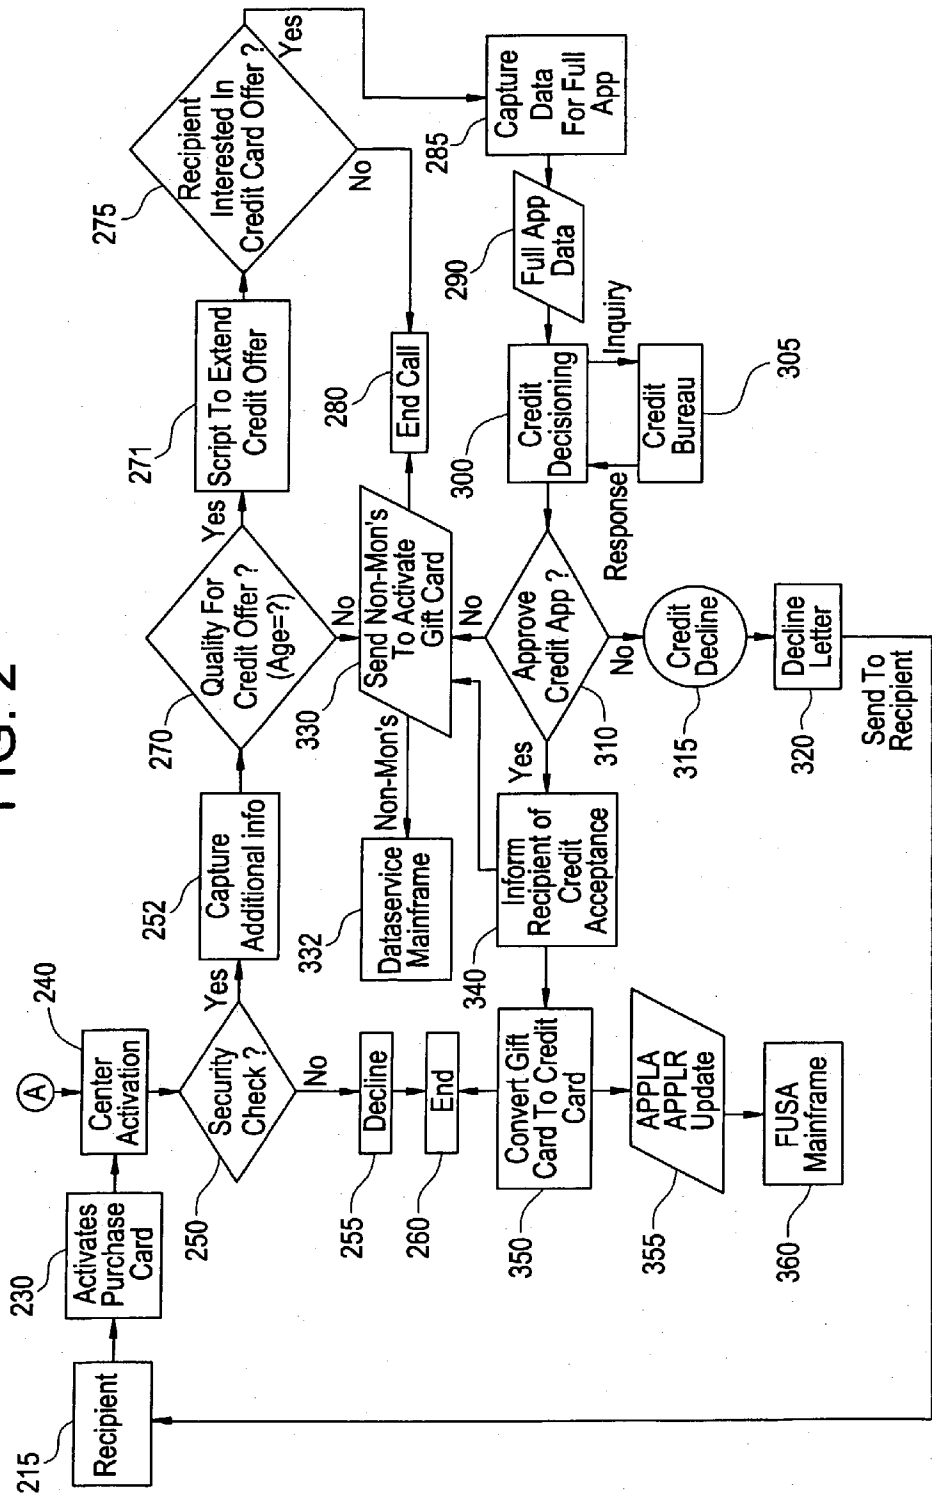 FIG. 2
215
Recipient
230
Activates
Purchase
Card
A
240
Center
Activation
250
Security
Check ?
Yes
No
252
Capture
Additional info
270
Quality For
Credit Offer ?
(Age=?)
Yes
No
271
Script To Extend
Credit Offer
275
Recipient
Interested In
Credit Card Offer ?
Yes
No
255
Decline
260
End
332
Dataservice
Mainframe
Non-Mon's
330
Send Non-Mon's
To Activate
Gift Card
280
End Call
285
Capture
Data
For Full
App
290
Full App
Data
300
Credit
Decisioning
Inquiry
Response
305
Credit
Bureau
310
Approve
Credit App ?
No
Yes
No
315
Credit
Decline
320
Decline
Letter
Send To
Recipient
340
Inform
Recipient of
Credit
Acceptance
350
Convert Gift
Card To Credit
Card
355
APPLA
APPLR
Update
360
FUSA
Mainframe